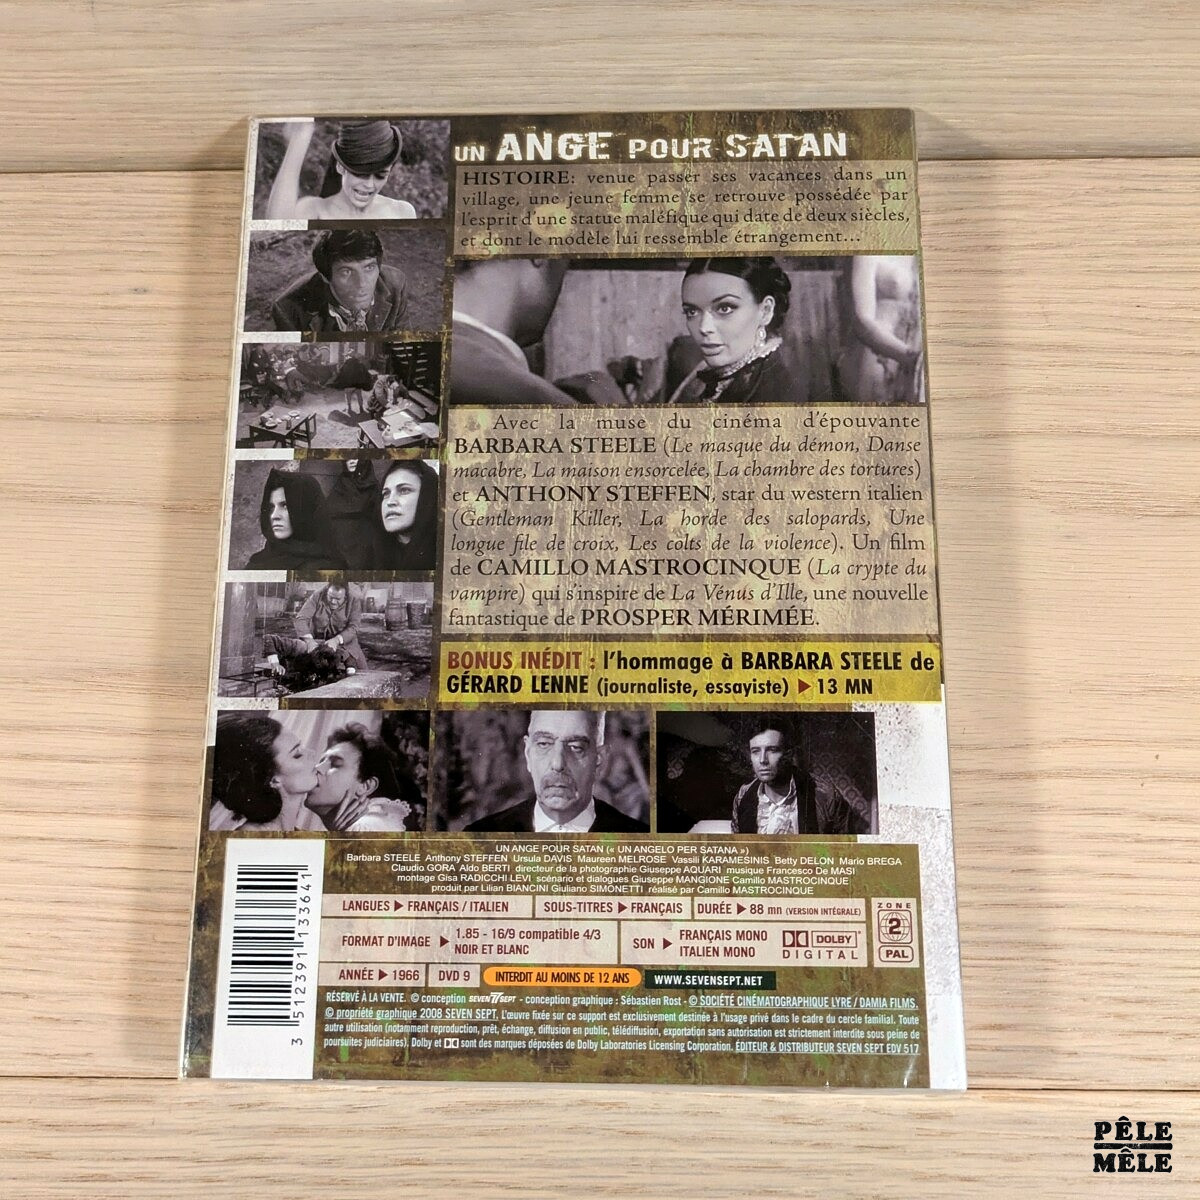 UN ANGE POUR SATAN
HISTOIRE: venue passer ses vacances dans un
village, une jeune femme se retrouve possédée par
l'esprit d'une statue maléfique qui date de deux siècles,
et dont le modèle lui ressemble étrangement...
Avec la muse du cinéma d'épouvante
BARBARA STEELE (Le masque du démon, Danse
macabre, La maison ensorcelée, La chambre des tortures)
et ANTHONY STEFFEN, star du western italien
(Gentleman Killer, La horde des salopards, Une
longue file de croix, Les colts de la violence). Un film
de CAMILLO MASTROCINQUE (La crypte du
vampire) qui s'inspire de La Vénus d'Ille, une nouvelle
fantastique de PROSPER MÉRIMÉE.
BONUS INÉDIT : l'hommage à BARBARA STEELE de
GÉRARD LENNE (journaliste, essayiste) ▶ 13 MN
UN ANGE POUR SATAN (« UN ANGELO PER SATANA »)
Barbara STEELE Anthony STEFFEN Ursula DAVIS Maureen MELROSE Vassili KARAMESINIS Betty DELON Mario BREGA
Claudio GORA Aldo BERTI directeur de la photographie Giuseppe AQUARI musique Francesco De MASI
montage Gisa RADICCHI LEVI scénario et dialogues Giuseppe MANGIONE Camillo MASTROCINQUE
produit par Lilian BIANCINI Giuliano SIMONETTI réalisé par Camillo MASTROCINQUE
LANGUES ▶ FRANÇAIS / ITALIEN
SOUS-TITRES ▶ FRANÇAIS
DURÉE ▶ 88 mn (VERSION INTÉGRALE)
ZONE
2
PAL
FORMAT D'IMAGE ▶ 1.85 - 16/9 compatible 4/3
NOIR ET BLANC
SON ▶ FRANÇAIS MONO
ITALIEN MONO
DOLBY
DIGITAL
ANNÉE ▶ 1966
DVD 9
INTERDIT AU MOINS DE 12 ANS
WWW.SEVENSEPT.NET
RÉSERVÉ À LA VENTE. © conception SEVEN 7 SEPT - conception graphique : Sébastien Rost - © SOCIÉTÉ CINÉMATOGRAPHIQUE LYRE / DAMIA FILMS.
© propriété graphique 2008 SEVEN SEPT. L'œuvre fixée sur ce support est exclusivement destinée à l'usage privé dans le cadre du cercle familial. Toute
autre utilisation (notamment reproduction, prêt, échange, diffusion en public, télédiffusion, exportation sans autorisation est strictement interdite sous peine de
poursuites judiciaires). Dolby et sont des marques déposées de Dolby Laboratories Licensing Corporation. ÉDITEUR & DISTRIBUTEUR SEVEN SEPT EDV 517
3 512391 133641
PÊLE
MÊLE